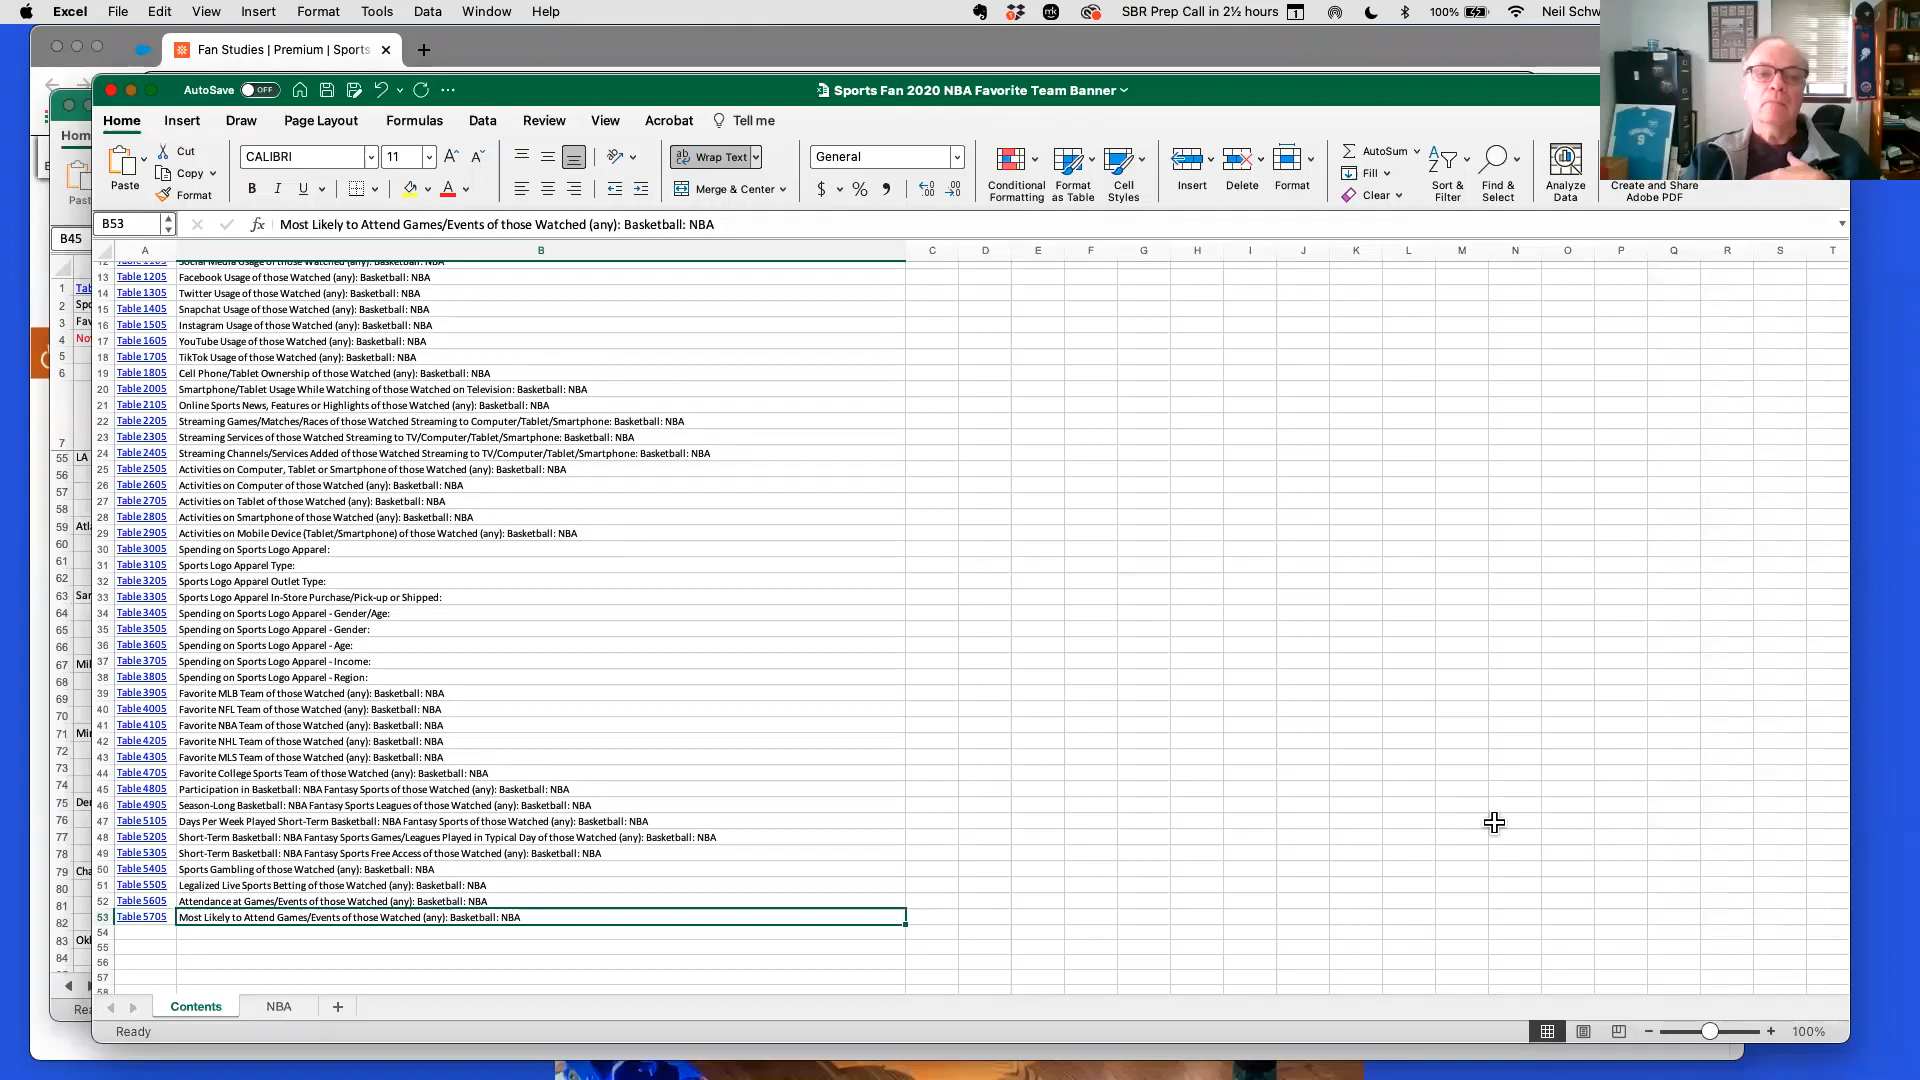 Excel File Edit View Insert Format Tools Data Window Help SBR Prep Call in 2½ hours 100% Neil Schw
Fan Studies | Premium | Sports
AutoSave OFF Sports Fan 2020 NBA Favorite Team Banner
Home Insert Draw Page Layout Formulas Data Review View Acrobat Tell me
Paste Cut Copy Format
CALIBRI 11
B I U A
Wrap Text
Merge & Center
General
$ %
Conditional Formatting
Format as Table
Cell Styles
Insert Delete Format
AutoSum Fill Clear
Sort & Filter
Find & Select
Analyze Data
Create and Share Adobe PDF
B53 fx Most Likely to Attend Games/Events of those Watched (any): Basketball: NBA
A B C D E F G H I J K L M N O P Q R S T
13 Table 1205 Facebook Usage of those Watched (any): Basketball: NBA
14 Table 1305 Twitter Usage of those Watched (any): Basketball: NBA
15 Table 1405 Snapchat Usage of those Watched (any): Basketball: NBA
16 Table 1505 Instagram Usage of those Watched (any): Basketball: NBA
17 Table 1605 YouTube Usage of those Watched (any): Basketball: NBA
18 Table 1705 TikTok Usage of those Watched (any): Basketball: NBA
19 Table 1805 Cell Phone/Tablet Ownership of those Watched (any): Basketball: NBA
20 Table 2005 Smartphone/Tablet Usage While Watching of those Watched on Television: Basketball: NBA
21 Table 2105 Online Sports News, Features or Highlights of those Watched (any): Basketball: NBA
22 Table 2205 Streaming Games/Matches/Races of those Watched Streaming to Computer/Tablet/Smartphone: Basketball: NBA
23 Table 2305 Streaming Services of those Watched Streaming to TV/Computer/Tablet/Smartphone: Basketball: NBA
24 Table 2405 Streaming Channels/Services Added of those Watched Streaming to TV/Computer/Tablet/Smartphone: Basketball: NBA
25 Table 2505 Activities on Computer, Tablet or Smartphone of those Watched (any): Basketball: NBA
26 Table 2605 Activities on Computer of those Watched (any): Basketball: NBA
27 Table 2705 Activities on Tablet of those Watched (any): Basketball: NBA
28 Table 2805 Activities on Smartphone of those Watched (any): Basketball: NBA
29 Table 2905 Activities on Mobile Device (Tablet/Smartphone) of those Watched (any): Basketball: NBA
30 Table 3005 Spending on Sports Logo Apparel:
31 Table 3105 Sports Logo Apparel Type:
32 Table 3205 Sports Logo Apparel Outlet Type:
33 Table 3305 Sports Logo Apparel In-Store Purchase/Pick-up or Shipped:
34 Table 3405 Spending on Sports Logo Apparel - Gender/Age:
35 Table 3505 Spending on Sports Logo Apparel - Gender:
36 Table 3605 Spending on Sports Logo Apparel - Age:
37 Table 3705 Spending on Sports Logo Apparel - Income:
38 Table 3805 Spending on Sports Logo Apparel - Region:
39 Table 3905 Favorite MLB Team of those Watched (any): Basketball: NBA
40 Table 4005 Favorite NFL Team of those Watched (any): Basketball: NBA
41 Table 4105 Favorite NBA Team of those Watched (any): Basketball: NBA
42 Table 4205 Favorite NHL Team of those Watched (any): Basketball: NBA
43 Table 4305 Favorite MLS Team of those Watched (any): Basketball: NBA
44 Table 4705 Favorite College Sports Team of those Watched (any): Basketball: NBA
45 Table 4805 Participation in Basketball: NBA Fantasy Sports of those Watched (any): Basketball: NBA
46 Table 4905 Season-Long Basketball: NBA Fantasy Sports Leagues of those Watched (any): Basketball: NBA
47 Table 5105 Days Per Week Played Short-Term Basketball: NBA Fantasy Sports of those Watched (any): Basketball: NBA
48 Table 5205 Short-Term Basketball: NBA Fantasy Sports Games/Leagues Played in Typical Day of those Watched (any): Basketball: NBA
49 Table 5305 Short-Term Basketball: NBA Fantasy Sports Free Access of those Watched (any): Basketball: NBA
50 Table 5405 Sports Gambling of those Watched (any): Basketball: NBA
51 Table 5505 Legalized Live Sports Betting of those Watched (any): Basketball: NBA
52 Table 5605 Attendance at Games/Events of those Watched (any): Basketball: NBA
53 Table 5705 Most Likely to Attend Games/Events of those Watched (any): Basketball: NBA
54
55
56
57
Contents NBA +
Ready 100%